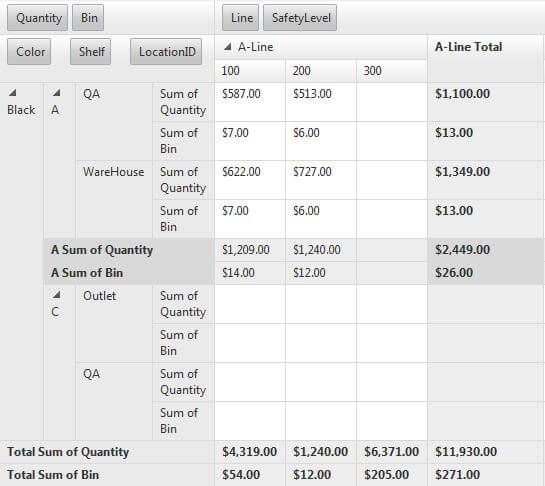 Quantity Bin Line SafetyLevel
Color Shelf LocationID A-Line A-Line Total
100 200 300
Black A QA Sum of Quantity $587.00 $513.00 $1,100.00
Sum of Bin $7.00 $6.00 $13.00
WareHouse Sum of Quantity $622.00 $727.00 $1,349.00
Sum of Bin $7.00 $6.00 $13.00
A Sum of Quantity $1,209.00 $1,240.00 $2,449.00
A Sum of Bin $14.00 $12.00 $26.00
C Outlet Sum of Quantity
Sum of Bin
QA Sum of Quantity
Sum of Bin
Total Sum of Quantity $4,319.00 $1,240.00 $6,371.00 $11,930.00
Total Sum of Bin $54.00 $12.00 $205.00 $271.00